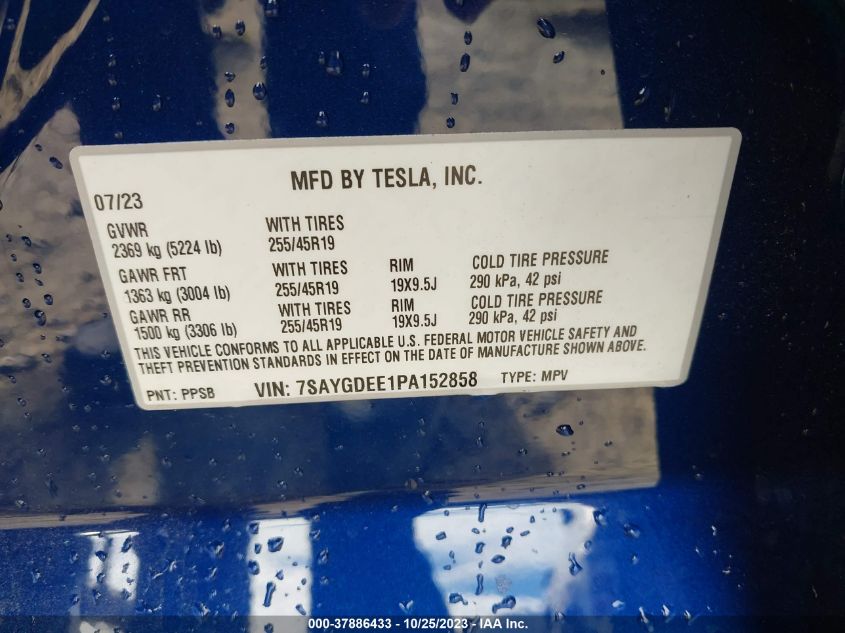 MFD BY TESLA, INC.
07/23
GVWR WITH TIRES
2369 kg (5224 lb) 255/45R19
GAWR FRT WITH TIRES RIM COLD TIRE PRESSURE
1363 kg (3004 lb) 255/45R19 19X9.5J 290 kPa, 42 psi
GAWR RR WITH TIRES RIM COLD TIRE PRESSURE
1500 kg (3306 lb) 255/45R19 19X9.5J 290 kPa, 42 psi
THIS VEHICLE CONFORMS TO ALL APPLICABLE U.S. FEDERAL MOTOR VEHICLE SAFETY AND
THEFT PREVENTION STANDARDS IN EFFECT ON THE DATE OF MANUFACTURE SHOWN ABOVE.
PNT: PPSB VIN: 7SAYGDEE1PA152858 TYPE: MPV
000-37886433 - 10/25/2023 - IAA Inc.